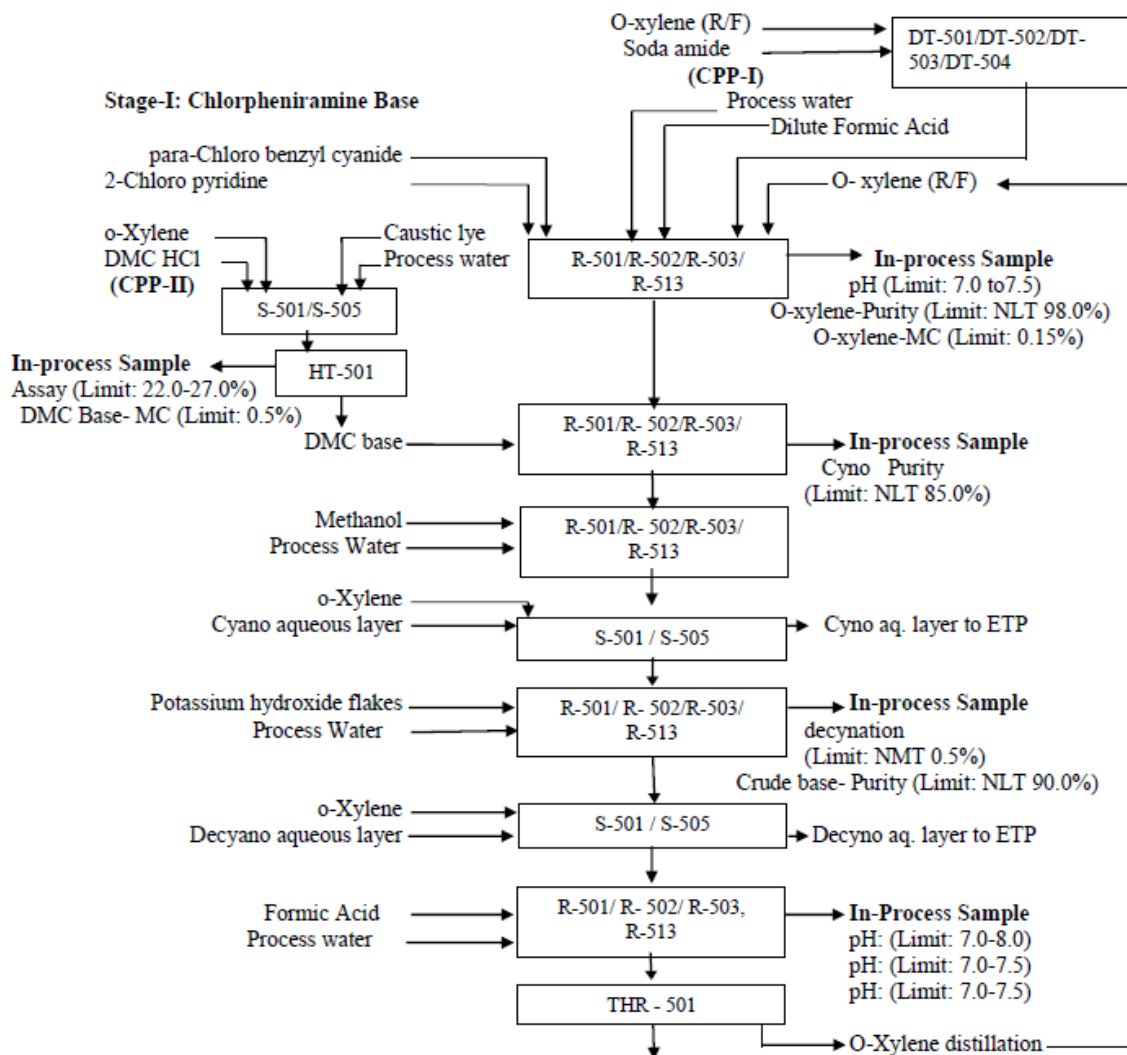 O-xylene (R/F)
Soda amide
(CPP-I)
DT-501/DT-502/DT-
503/DT-504
Stage-I: Chlorpheniramine Base
Process water
Dilute Formic Acid
para-Chloro benzyl cyanide
2-Chloro pyridine
O- xylene (R/F)
o-Xylene
DMC HCl
(CPP-II)
Caustic lye
Process water
R-501/R-502/R-503/
R-513
In-process Sample
pH (Limit: 7.0 to7.5)
O-xylene-Purity (Limit: NLT 98.0%)
O-xylene-MC (Limit: 0.15%)
S-501/S-505
In-process Sample
Assay (Limit: 22.0-27.0%)
DMC Base- MC (Limit: 0.5%)
HT-501
DMC base
R-501/R- 502/R-503/
R-513
In-process Sample
Cyno Purity
(Limit: NLT 85.0%)
Methanol
Process Water
R-501/R- 502/R-503/
R-513
o-Xylene
Cyano aqueous layer
S-501 / S-505
Cyno aq. layer to ETP
Potassium hydroxide flakes
Process Water
R-501/ R- 502/R-503/
R-513
In-process Sample
decynation
(Limit: NMT 0.5%)
Crude base- Purity (Limit: NLT 90.0%)
o-Xylene
Decyano aqueous layer
S-501 / S-505
Decyno aq. layer to ETP
Formic Acid
Process water
R-501/ R- 502/ R-503,
R-513
In-Process Sample
pH: (Limit: 7.0-8.0)
pH: (Limit: 7.0-7.5)
pH: (Limit: 7.0-7.5)
THR - 501
O-Xylene distillation